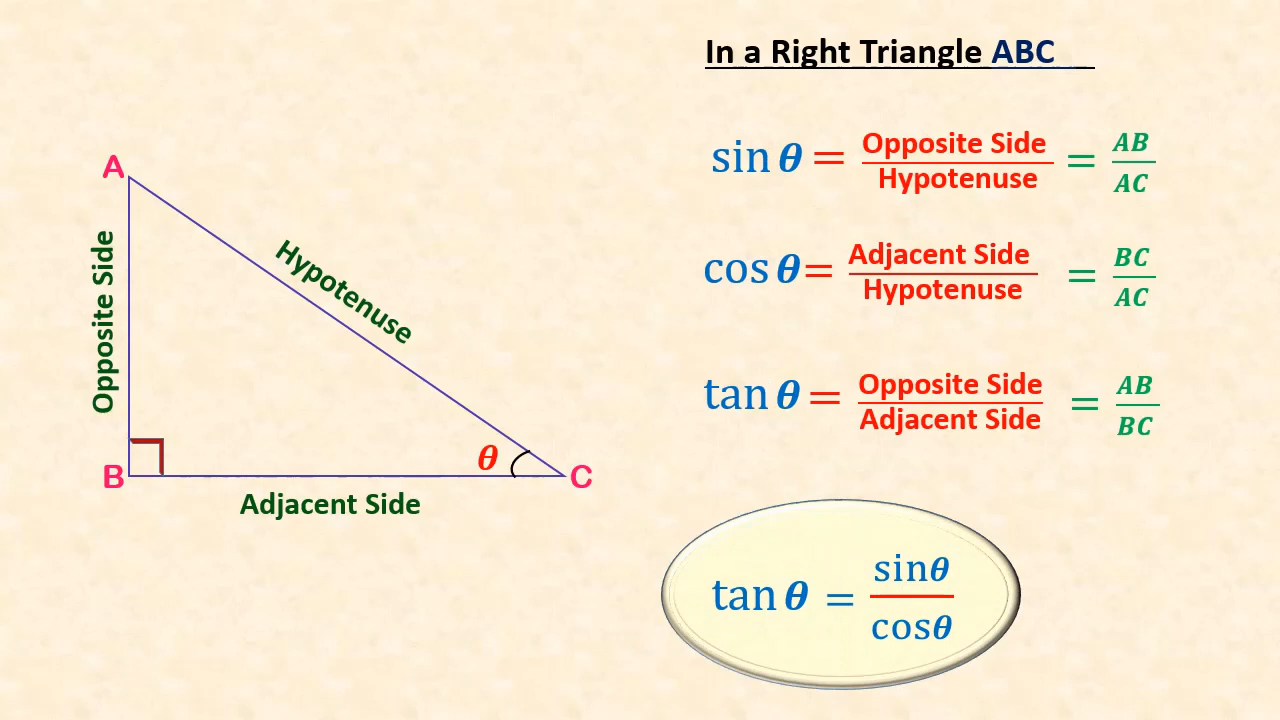 In a Right Triangle ABC
A
Opposite Side
Hypotenuse
B
θ
C
Adjacent Side
sin θ = Opposite Side / Hypotenuse = AB / AC
cos θ = Adjacent Side / Hypotenuse = BC / AC
tan θ = Opposite Side / Adjacent Side = AB / BC
tan θ = sinθ / cosθ